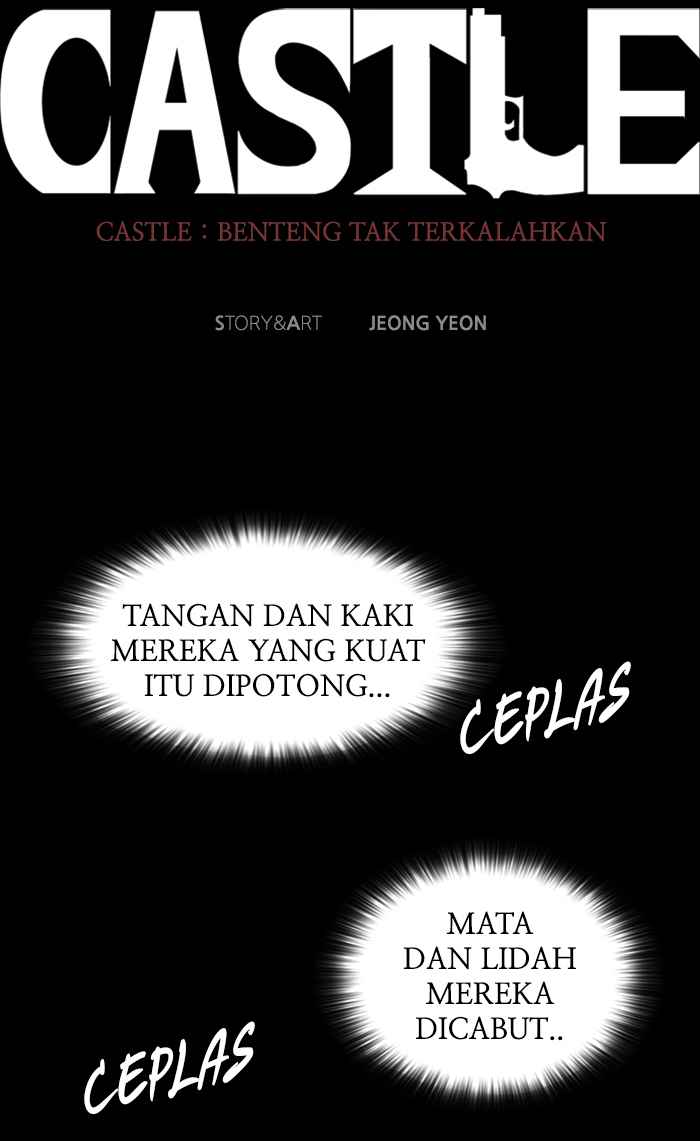 CASTLE
CASTLE : BENTENG TAK TERKALAHKAN
STORY&ART JEONG YEON
TANGAN DAN KAKI
MEREKA YANG KUAT
ITU DIPOTONG...
CEPLAS
MATA
DAN LIDAH
MEREKA
DICABUT..
CEPLAS